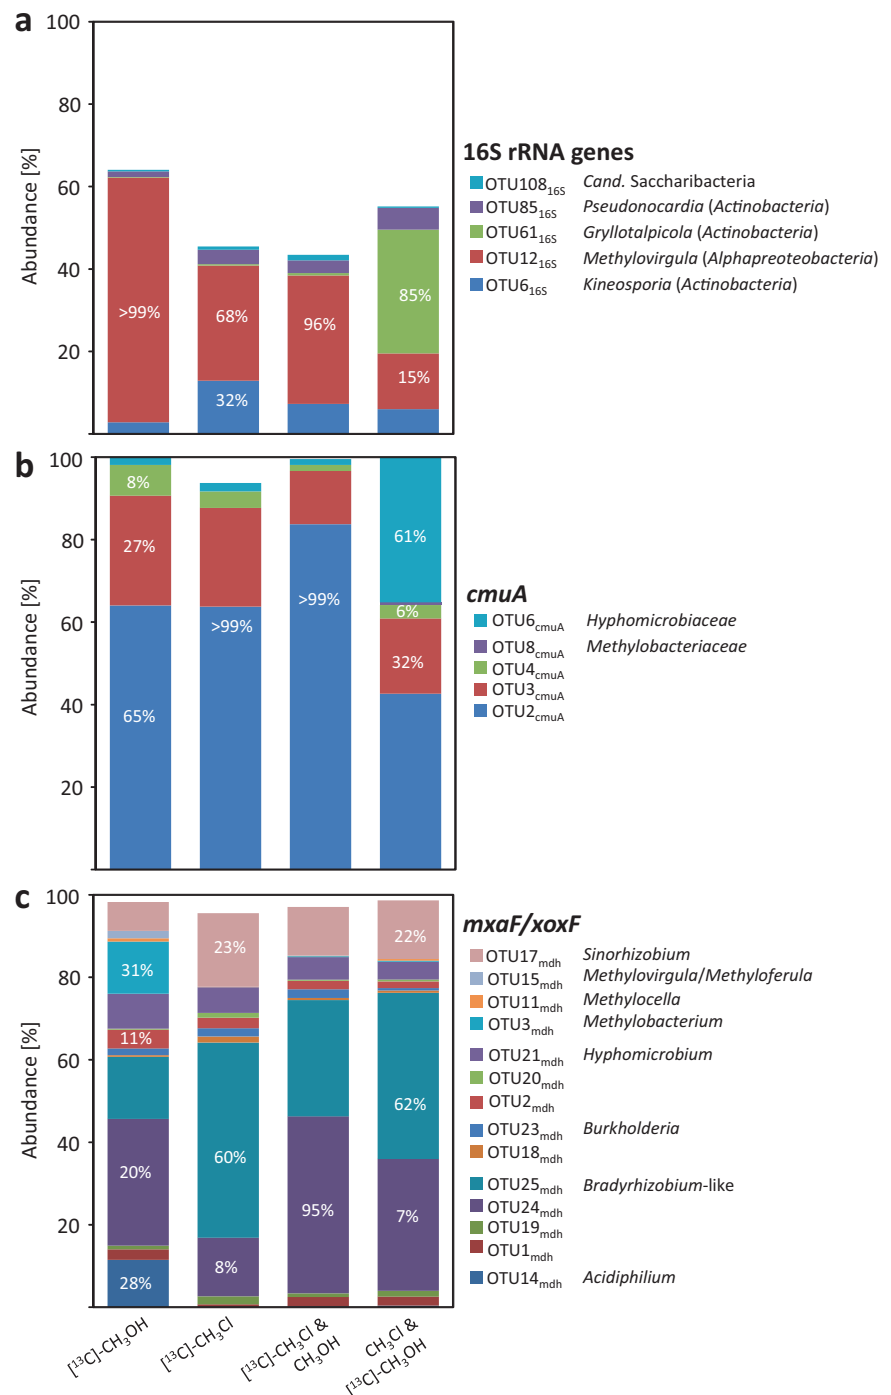 a
100
80
60
40
20
Abundance [%]
>99%
68%
32%
96%
85%
15%
16S rRNA genes
OTU108₁₆S Cand. Saccharibacteria
OTU85₁₆S Pseudonocardia (Actinobacteria)
OTU61₁₆S Gryllotalpicola (Actinobacteria)
OTU12₁₆S Methylovirgula (Alphapreoteobacteria)
OTU6₁₆S Kineosporia (Actinobacteria)
b
100
80
60
40
20
Abundance [%]
8%
27%
65%
>99%
>99%
61%
6%
32%
cmuA
OTU6cmuA Hyphomicrobiaceae
OTU8cmuA Methylobacteriaceae
OTU4cmuA
OTU3cmuA
OTU2cmuA
c
100
80
60
40
20
Abundance [%]
31%
11%
20%
28%
23%
60%
8%
95%
22%
62%
7%
mxaF/xoxF
OTU17mdh Sinorhizobium
OTU15mdh Methylovirgula/Methyloferula
OTU11mdh Methylocella
OTU3mdh Methylobacterium
OTU21mdh Hyphomicrobium
OTU20mdh
OTU2mdh
OTU23mdh Burkholderia
OTU18mdh
OTU25mdh Bradyrhizobium-like
OTU24mdh
OTU19mdh
OTU1mdh
OTU14mdh Acidiphilium
[¹³C]-CH₃OH
[¹³C]-CH₃Cl
[¹³C]-CH₃Cl &
CH₃OH
CH₃Cl &
[¹³C]-CH₃OH